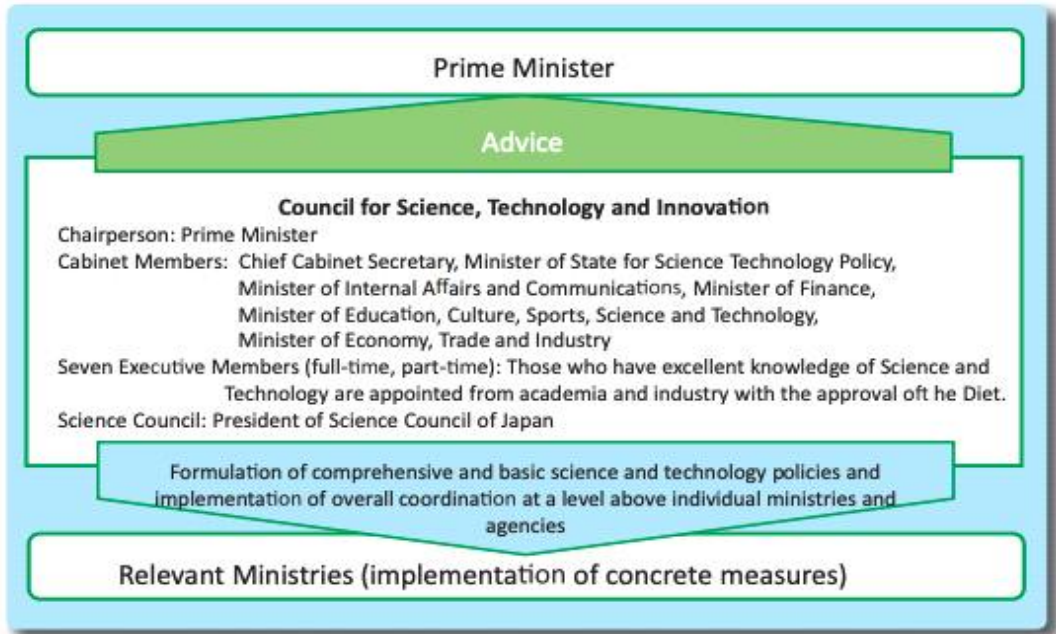 Prime Minister
Advice
Council for Science, Technology and Innovation
Chairperson: Prime Minister
Cabinet Members: Chief Cabinet Secretary, Minister of State for Science Technology Policy,
Minister of Internal Affairs and Communications, Minister of Finance,
Minister of Education, Culture, Sports, Science and Technology,
Minister of Economy, Trade and Industry
Seven Executive Members (full-time, part-time): Those who have excellent knowledge of Science and
Technology are appointed from academia and industry with the approval oft he Diet.
Science Council: President of Science Council of Japan
Formulation of comprehensive and basic science and technology policies and
implementation of overall coordination at a level above individual ministries and
agencies
Relevant Ministries (implementation of concrete measures)